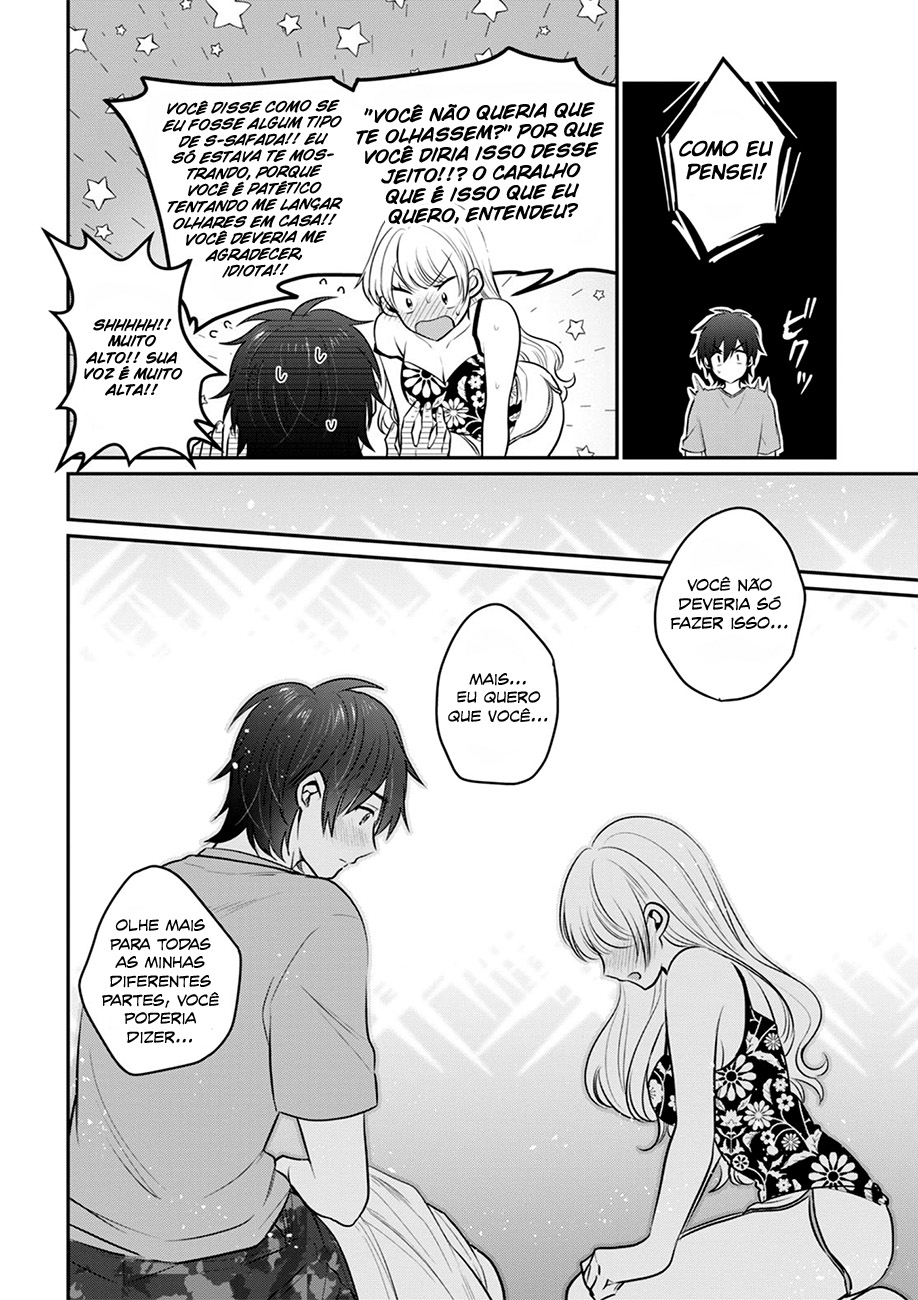 COMO EU
PENSEI!
ビクッ
"VOCÊ NÃO QUERIA QUE
TE OLHASSEM?" POR QUE
VOCÊ DIRIA ISSO DESSE
JEITO!!? O CARALHO
QUE É ISSO QUE EU
QUERO, ENTENDEU?
VOCÊ DISSE COMO SE
EU FOSSE ALGUM TIPO
DE S-SAFADA!! EU
SÓ ESTAVA TE MOS-
TRANDO, PORQUE
VOCÊ É PATÉTICO
TENTANDO ME LANÇAR
OLHARES EM CASA!!
VOCÊ DEVERIA ME
AGRADECER,
IDIOTA!!
SHHHHH!!
MUITO
ALTO!! SUA
VOZ É MUITO
ALTA!!
VOCÊ NÃO
DEVERIA SÓ
FAZER ISSO...
MAIS...
EU QUERO
QUE VOCÊ...
OLHE MAIS
PARA TODAS
AS MINHAS
DIFERENTES
PARTES, VOCÊ
PODERIA
DIZER...